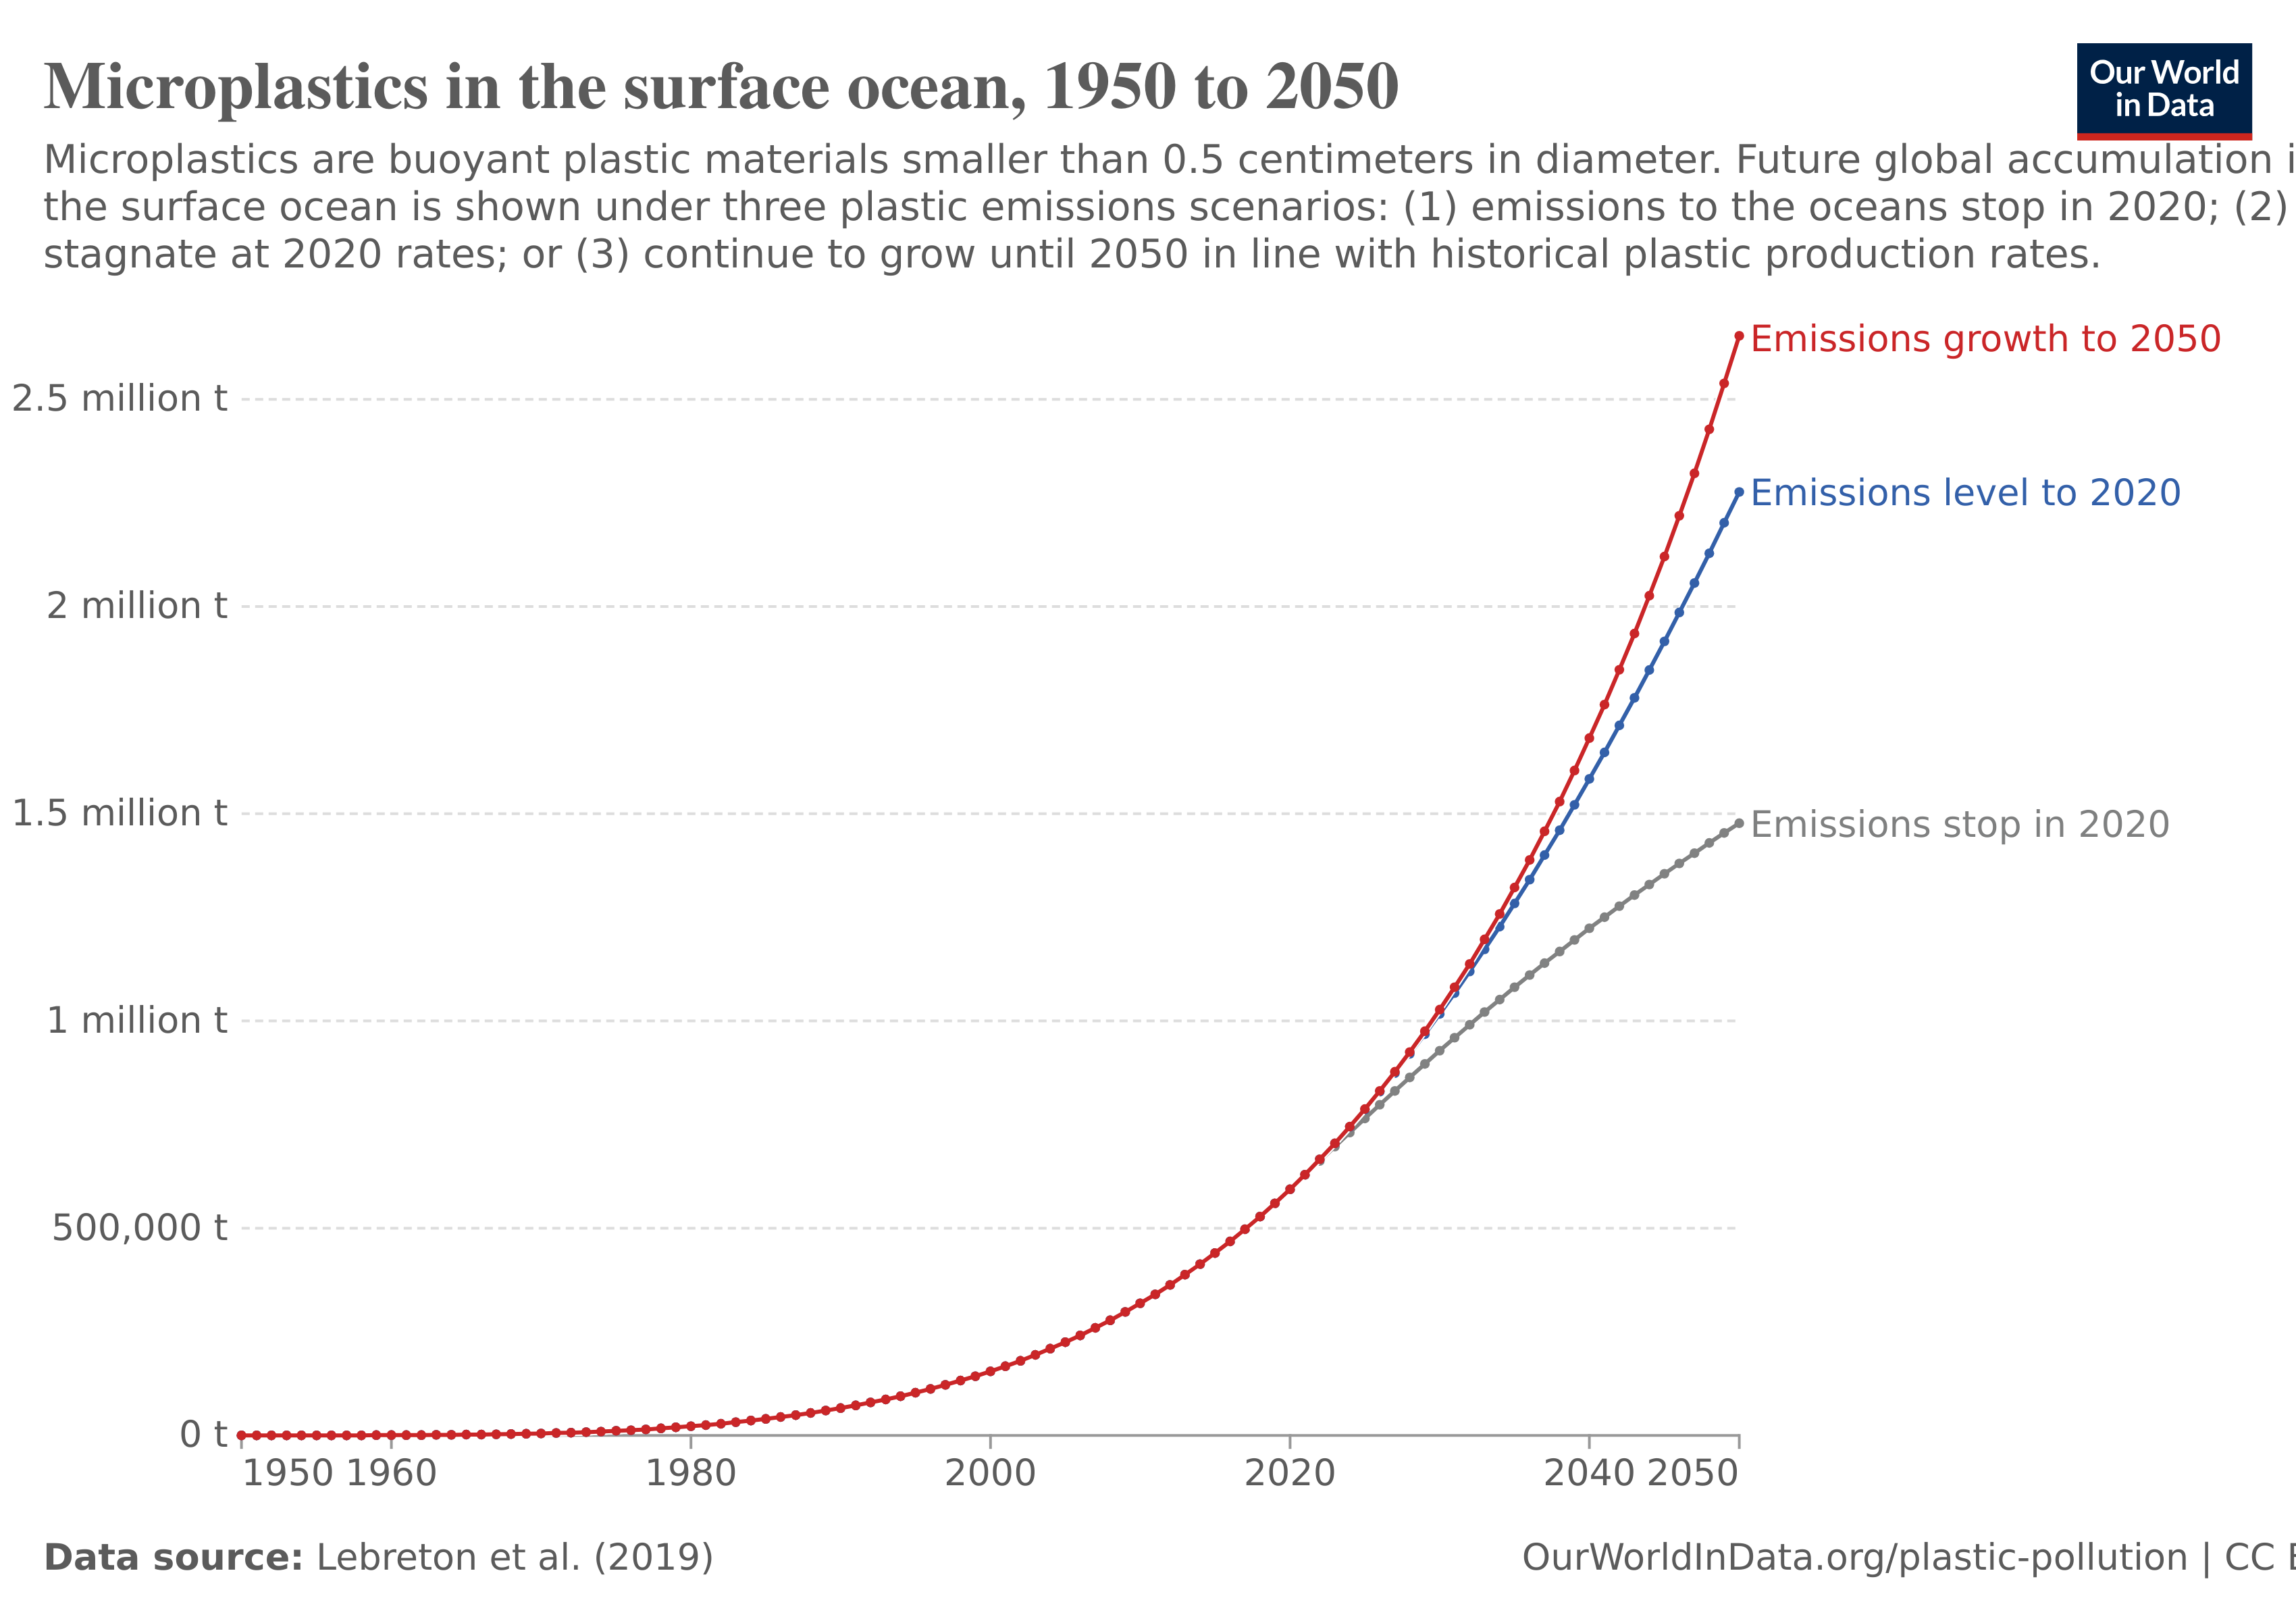 Microplastics in the surface ocean, 1950 to 2050
Our World
in Data
Microplastics are buoyant plastic materials smaller than 0.5 centimeters in diameter. Future global accumulation
the surface ocean is shown under three plastic emissions scenarios: (1) emissions to the oceans stop in 2020; (2)
stagnate at 2020 rates; or (3) continue to grow until 2050 in line with historical plastic production rates.
Emissions growth to 2050
2.5 million t
Emissions level to 2020
2 million t
1.5 million t
Emissions stop in 2020
1 million t
500,000 t
0 t
1950 1960 1980 2000 2020 2040 2050
Data source: Lebreton et al. (2019)
OurWorldInData.org/plastic-pollution | CC